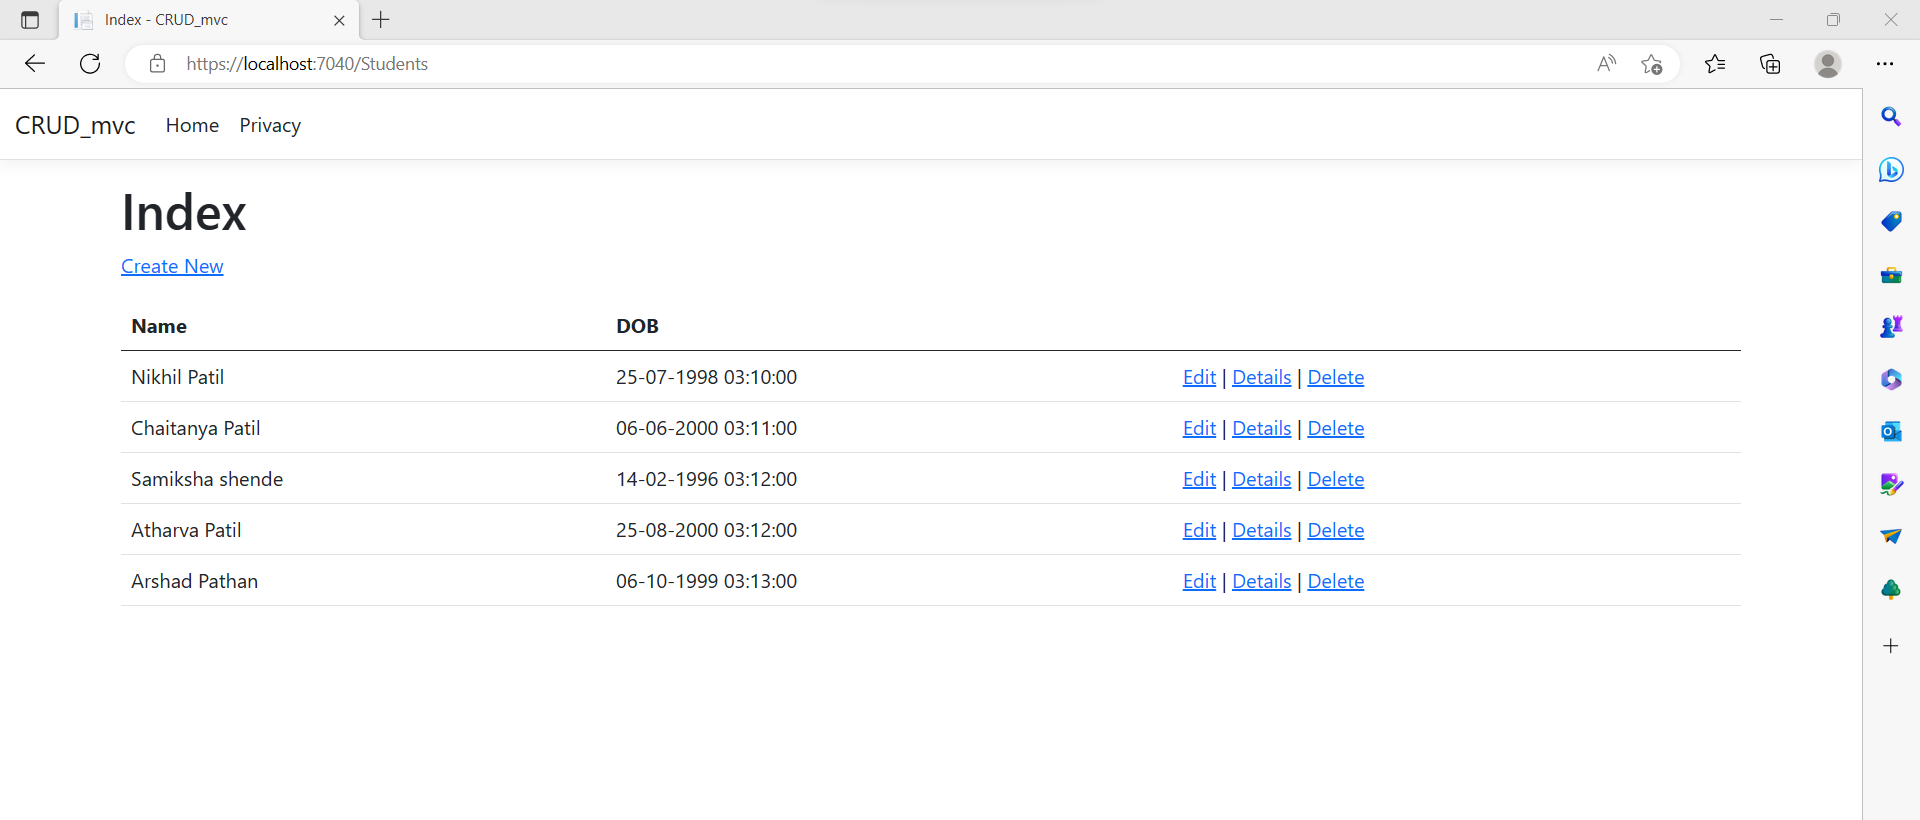 Index - CRUD_mvc
https://localhost:7040/Students
CRUD_mvc Home Privacy
Index
Create New
Name DOB
Nikhil Patil 25-07-1998 03:10:00 Edit | Details | Delete
Chaitanya Patil 06-06-2000 03:11:00 Edit | Details | Delete
Samiksha shende 14-02-1996 03:12:00 Edit | Details | Delete
Atharva Patil 25-08-2000 03:12:00 Edit | Details | Delete
Arshad Pathan 06-10-1999 03:13:00 Edit | Details | Delete